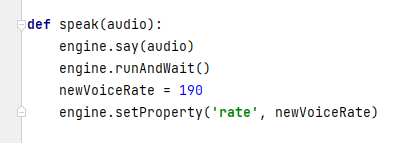 def speak(audio):
    engine.say(audio)
    engine.runAndWait()
    newVoiceRate = 190
    engine.setProperty('rate', newVoiceRate)